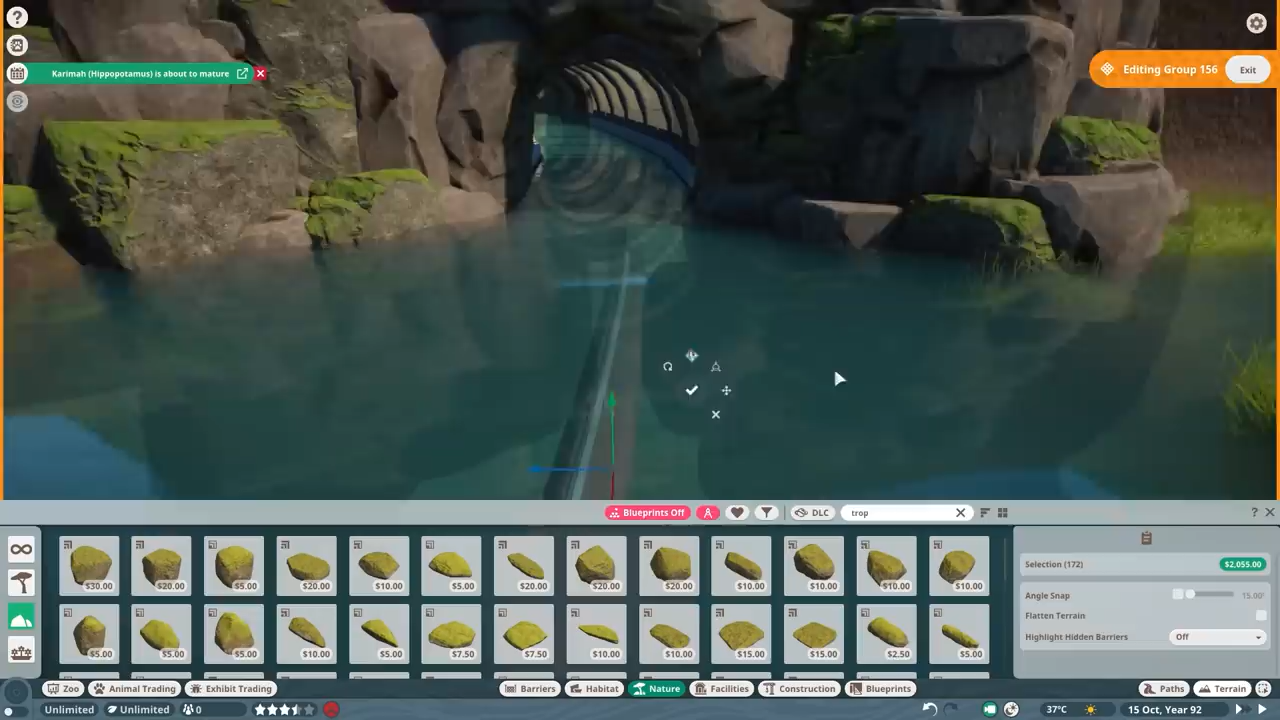 Karimah (Hippopotamus) is about to mature
Editing Group 156
Exit
Blueprints Off
DLC
trop
$30.00
$20.00
$5.00
$20.00
$10.00
$5.00
$20.00
$20.00
$20.00
$10.00
$10.00
$10.00
$10.00
$5.00
$5.00
$5.00
$10.00
$5.00
$7.50
$7.50
$10.00
$10.00
$15.00
$15.00
$2.50
$5.00
Selection (172)
$2,055.00
Angle Snap
15.00°
Flatten Terrain
Highlight Hidden Barriers
Off
Zoo
Animal Trading
Exhibit Trading
Barriers
Habitat
Nature
Facilities
Construction
Blueprints
Paths
Terrain
Unlimited
Unlimited
0
37°C
15 Oct, Year 92